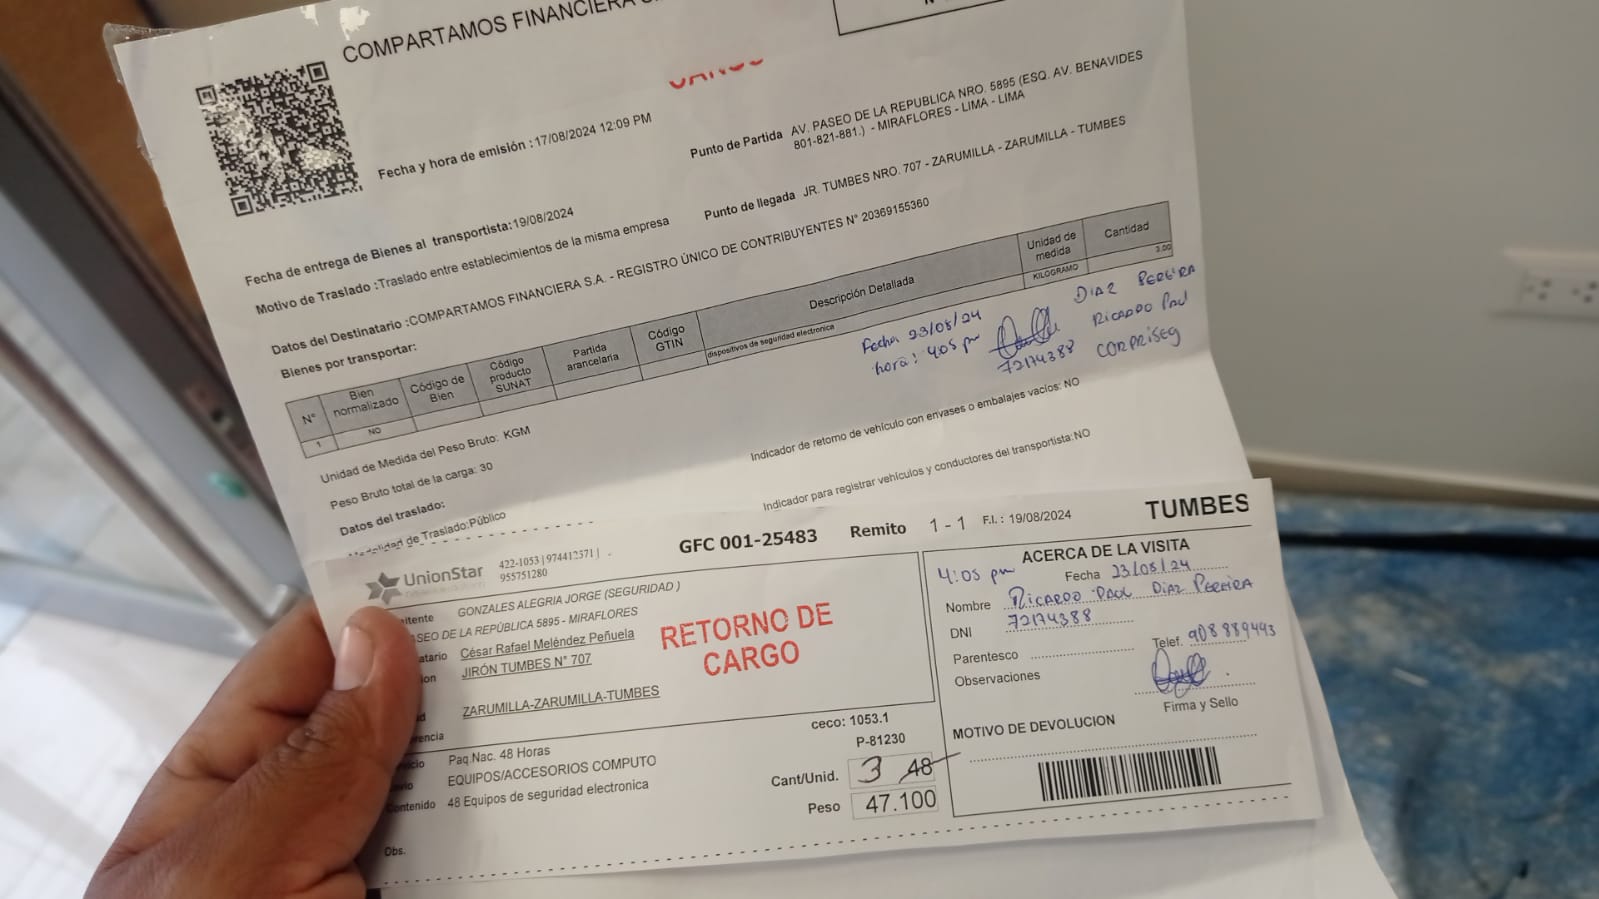 COMPARTAMOS FINANCIERA
Fecha y hora de emisión : 17/08/2024 12:09 PM
Punto de Partida AV. PASEO DE LA REPUBLICA NRO. 5895 (ESQ. AV. BENAVIDES
801-821-881.) - MIRAFLORES - LIMA - LIMA
Fecha de entrega de Bienes al transportista:19/08/2024
Punto de llegada JR. TUMBES NRO. 707 - ZARUMILLA - ZARUMILLA - TUMBES
Motivo de Traslado :Traslado entre establecimientos de la misma empresa
Datos del Destinatario :COMPARTAMOS FINANCIERA S.A. - REGISTRO ÚNICO DE CONTRIBUYENTES N° 20369155360
Bienes por transportar:
N° Bien normalizado Código de Bien Código producto SUNAT Partida arancelaria Código GTIN Descripción Detallada Unidad de medida Cantidad
1 NO dispositivos de seguridad electronica KILOGRAMO 3.00
Fecha 23/08/24
hora: 4:05 pm
72174388
DIAZ PEREIRA
RICARDO PAUL
CORPRISEG
Unidad de Medida del Peso Bruto: KGM
Indicador de retorno de vehículo con envases o embalajes vacíos: NO
Peso Bruto total de la carga: 30
Datos del traslado:
Indicador para registrar vehículos y conductores del transportista:NO
Modalidad de Traslado:Público
UnionStar
422-1053 | 974412571 |
955751280
GFC 001-25483 Remito 1 - 1 F.I. : 19/08/2024 TUMBES
itente GONZALES ALEGRIA JORGE (SEGURIDAD )
ASEO DE LA REPÚBLICA 5895 - MIRAFLORES
atario César Rafael Meléndez Peñuela
ion JIRÓN TUMBES N° 707
ZARUMILLA-ZARUMILLA-TUMBES
erencia
RETORNO DE
CARGO
icio Paq.Nac. 48 Horas
EQUIPOS/ACCESORIOS COMPUTO
Contenido 48 Equipos de seguridad electronica
Obs.
ceco: 1053.1
P-81230
Cant/Unid. 3 48
Peso 47.100
ACERCA DE LA VISITA
4:05 pm Fecha 23/08/24
Nombre RICARDO PAUL DIAZ PEREIRA
DNI 72174388
Telef. 908 889443
Parentesco
Observaciones
Firma y Sello
MOTIVO DE DEVOLUCION